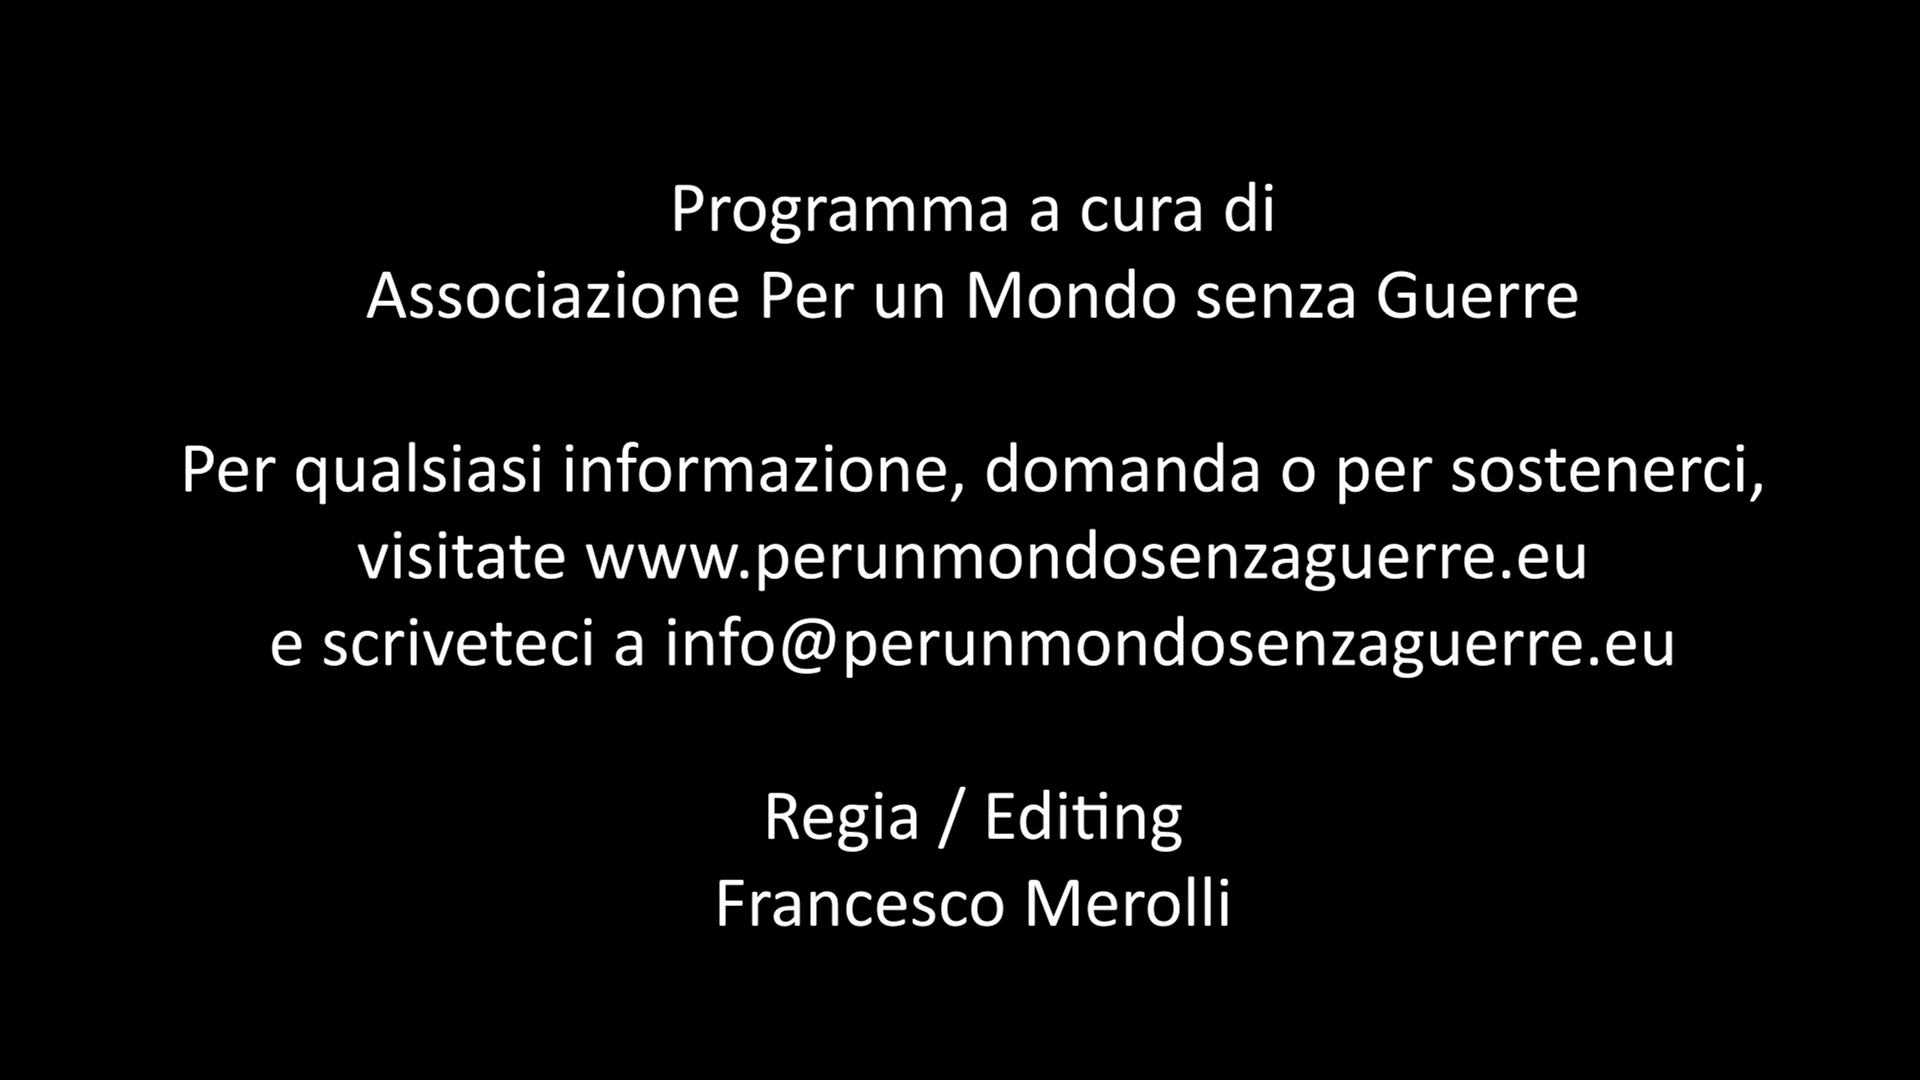 Programma a cura di
Associazione Per un Mondo senza Guerre
Per qualsiasi informazione, domanda o per sostenerci,
visitate www.perunmondosenzaguerre.eu
e scriveteci a info@perunmondosenzaguerre.eu
Regia / Editing
Francesco Merolli